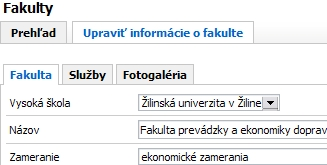 Fakulty
Prehľad Upraviť informácie o fakulte
Fakulta Služby Fotogaléria
Vysoká škola Žilinská univerzita v Žiline
Názov Fakulta prevádzky a ekonomiky doprav
Zameranie ekonomické zamerania